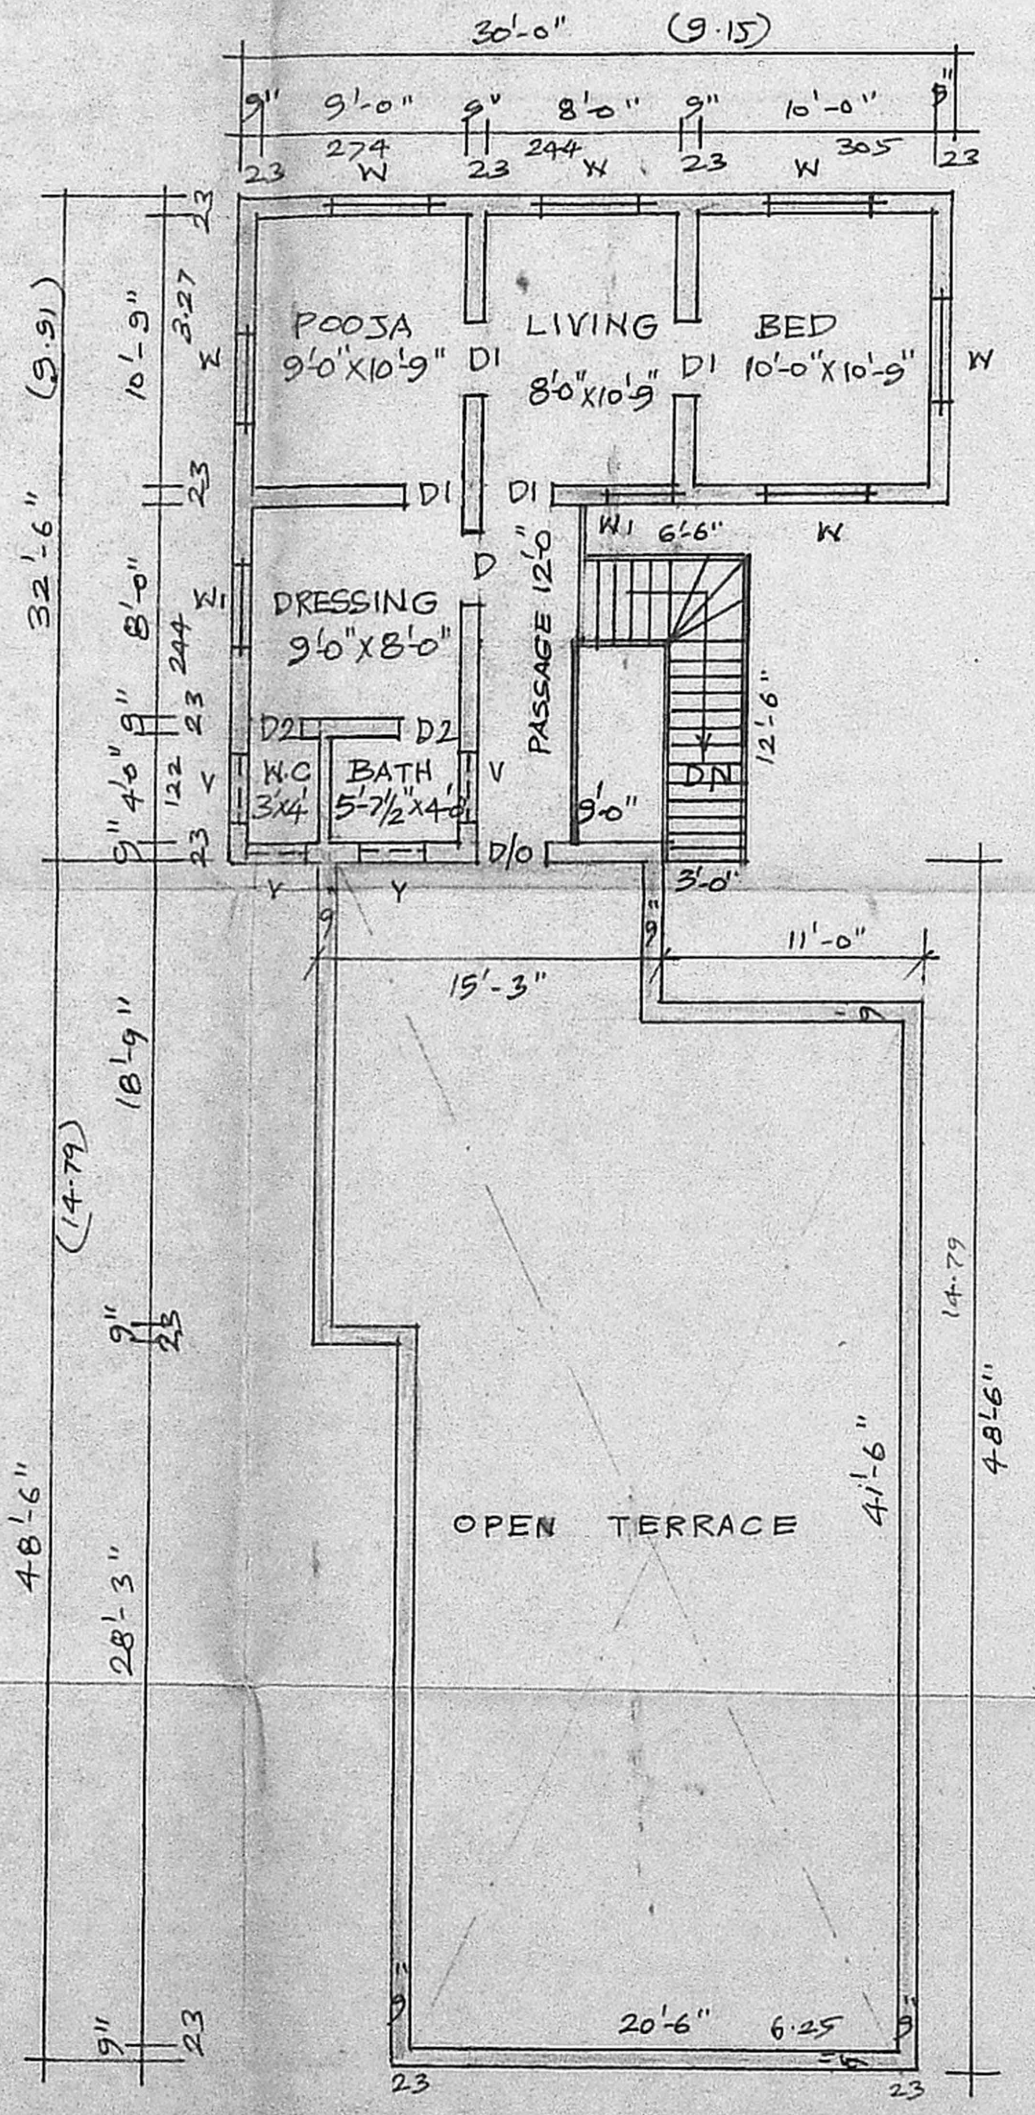 30'-0" (9.15)
9" 9'-0" 9" 8'-0" 9" 10'-0" 9"
23 274 23 244 23 305 23
W W W
23
10'-9" 3.27
W
23
(9.91)
32'-6"
8'-0" 244
W1
9" 23
4'-0" 122
V
9" 23
POOJA
9'-0"X10'-9"
D1
LIVING
8'-0"X10'-9"
D1
BED
10'-0"X10'-9"
W
D1 D1
W1 6'-6" W
D
DRESSING
9'-0"X8'-0"
PASSAGE 12'-0"
12'-6"
DN
D2 D2
W.C
3'X4'
BATH
5'-7½"X4'-0"
V
9'-0"
D/O
3'-0"
V V
9" 9"
15'-3"
11'-0"
9"
18'-9"
(14.79)
9" 23
48'-6"
28'-3"
9" 23
14.79
48'-6"
41'-6"
OPEN TERRACE
9" 9"
20'-6" 6.25
23 23